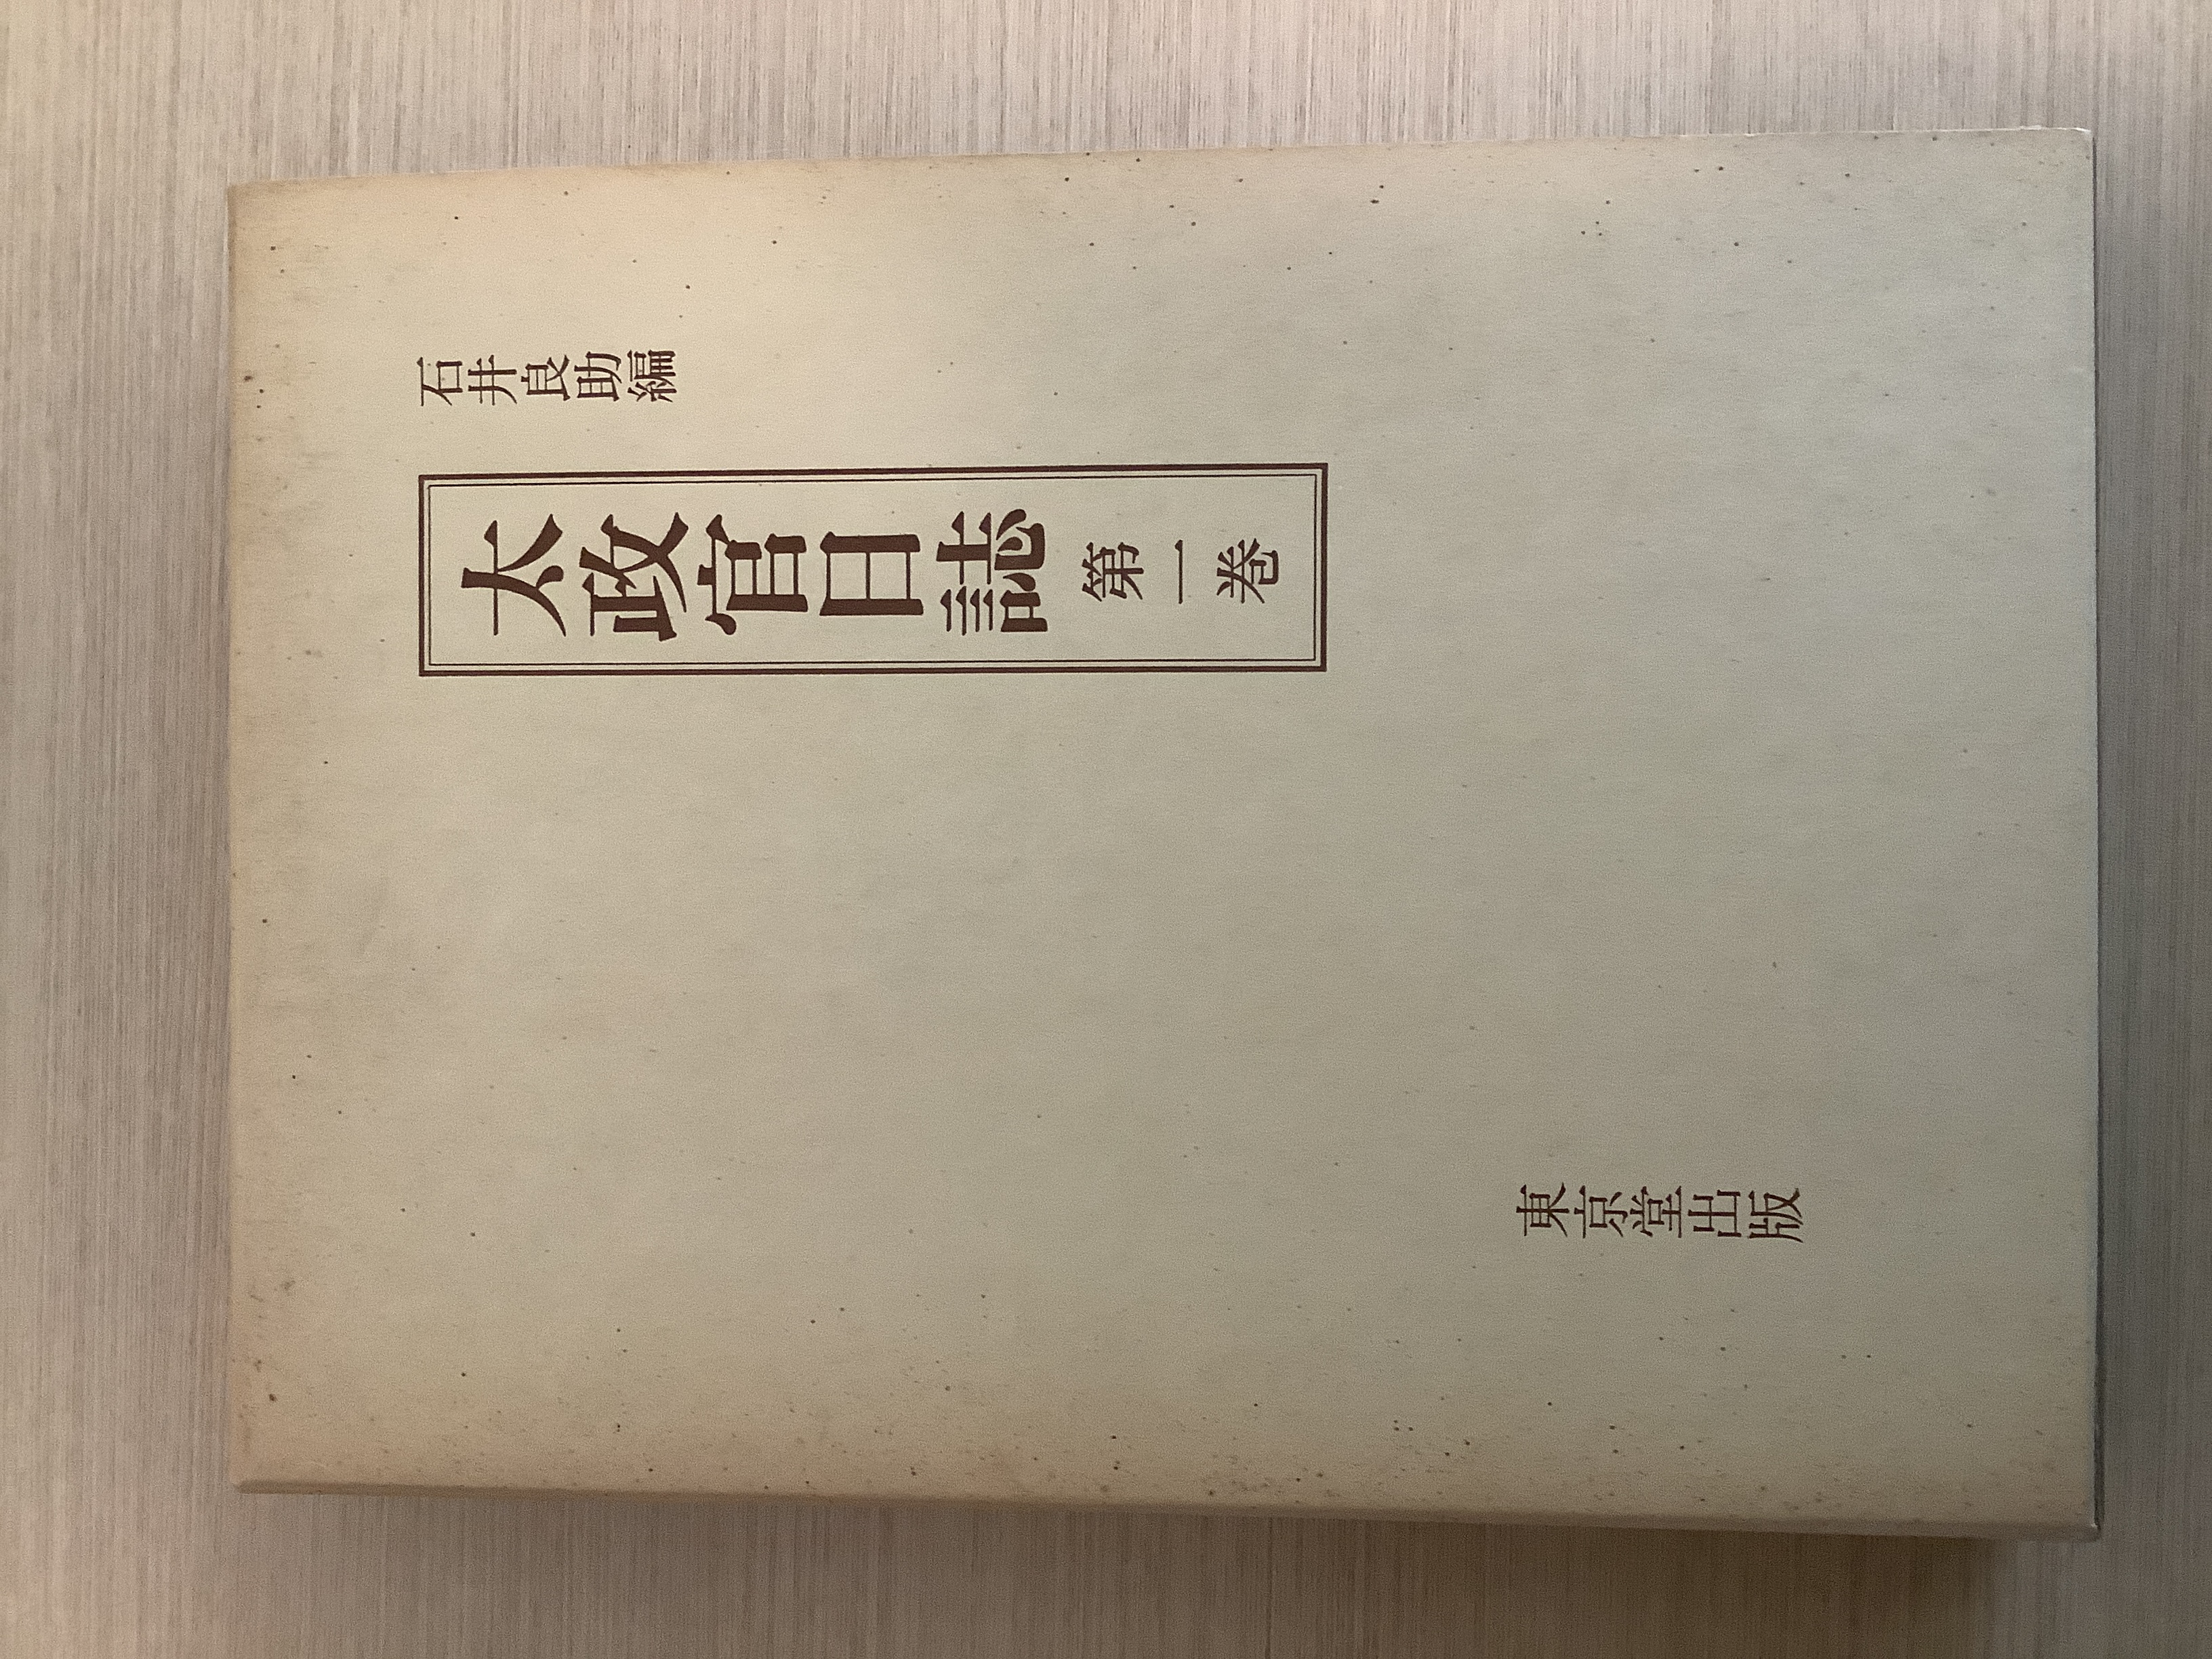 石井良助編
太政官日誌 第一巻
東京堂出版